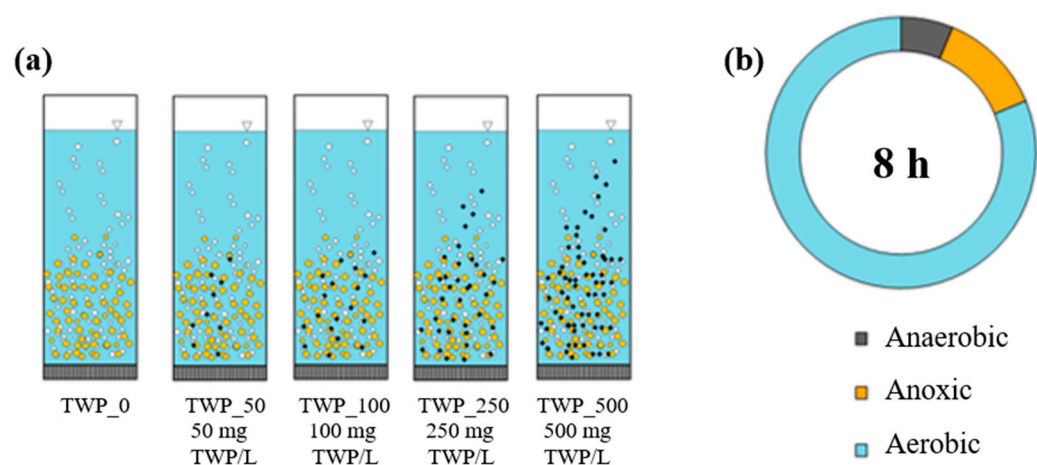 (a)
TWP_0
TWP_50
50 mg
TWP/L
TWP_100
100 mg
TWP/L
TWP_250
250 mg
TWP/L
TWP_500
500 mg
TWP/L
(b)
8 h
Anaerobic
Anoxic
Aerobic